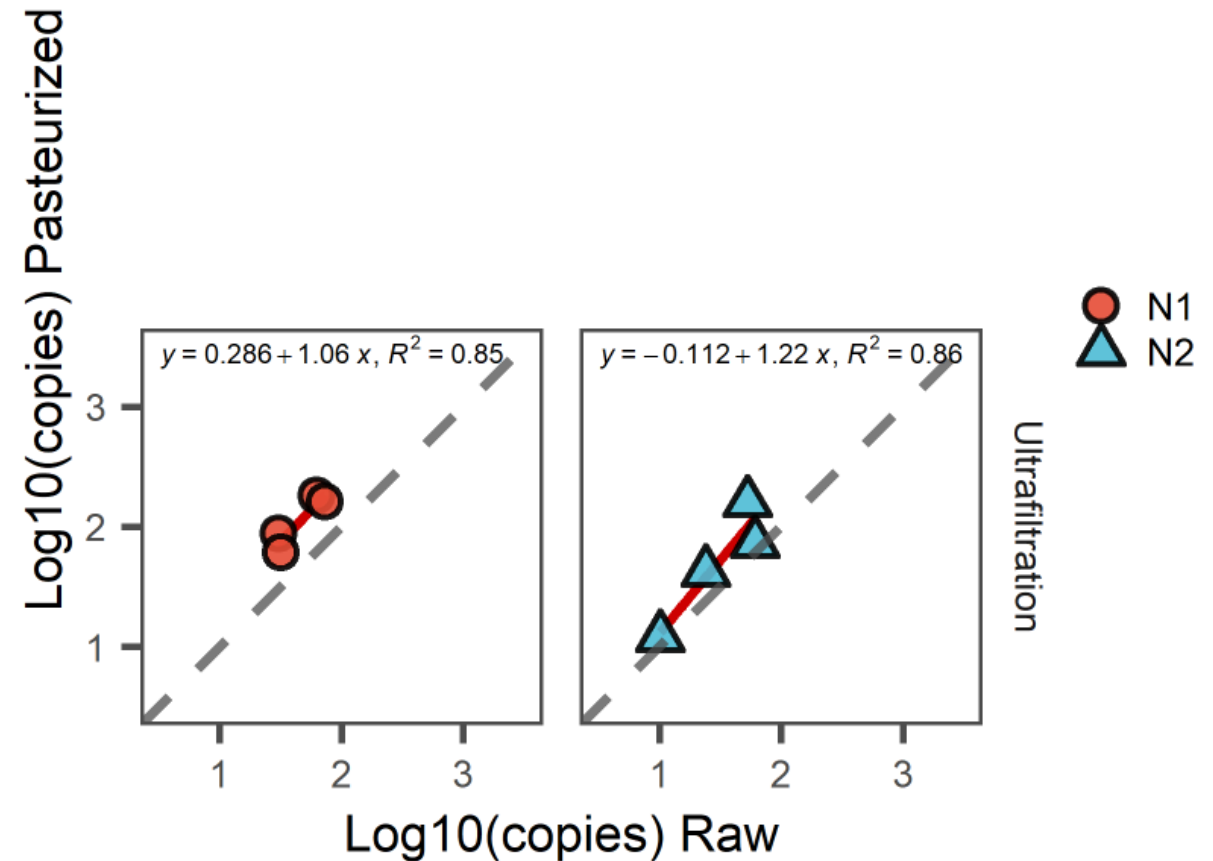 Log10(copies) Pasteurized
y = 0.286 + 1.06 x, R² = 0.85
y = −0.112 + 1.22 x, R² = 0.86
N1
N2
3
2
1
Ultrafiltration
1 2 3
1 2 3
Log10(copies) Raw